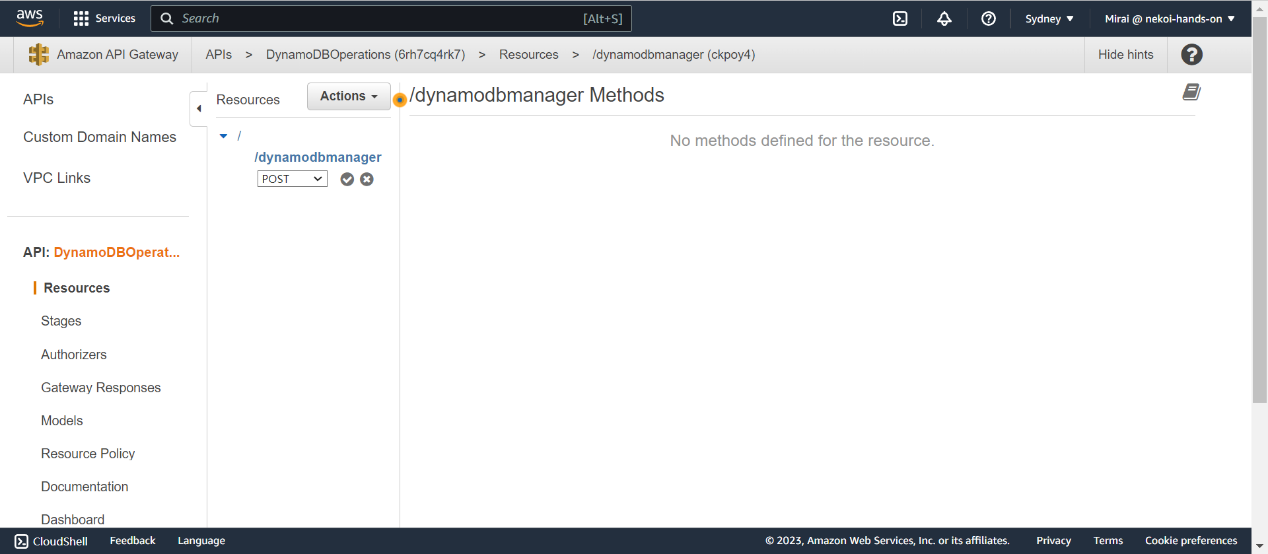 aws Services Search [Alt+S] Sydney Mirai @ nekoi-hands-on
Amazon API Gateway APIs > DynamoDBOperations (6rh7cq4rk7) > Resources > /dynamodbmanager (ckpoy4) Hide hints ?
APIs
Custom Domain Names
VPC Links
API: DynamoDBOperat...
Resources
Stages
Authorizers
Gateway Responses
Models
Resource Policy
Documentation
Dashboard
Resources Actions
/
/dynamodbmanager
POST
/dynamodbmanager Methods
No methods defined for the resource.
CloudShell Feedback Language © 2023, Amazon Web Services, Inc. or its affiliates. Privacy Terms Cookie preferences